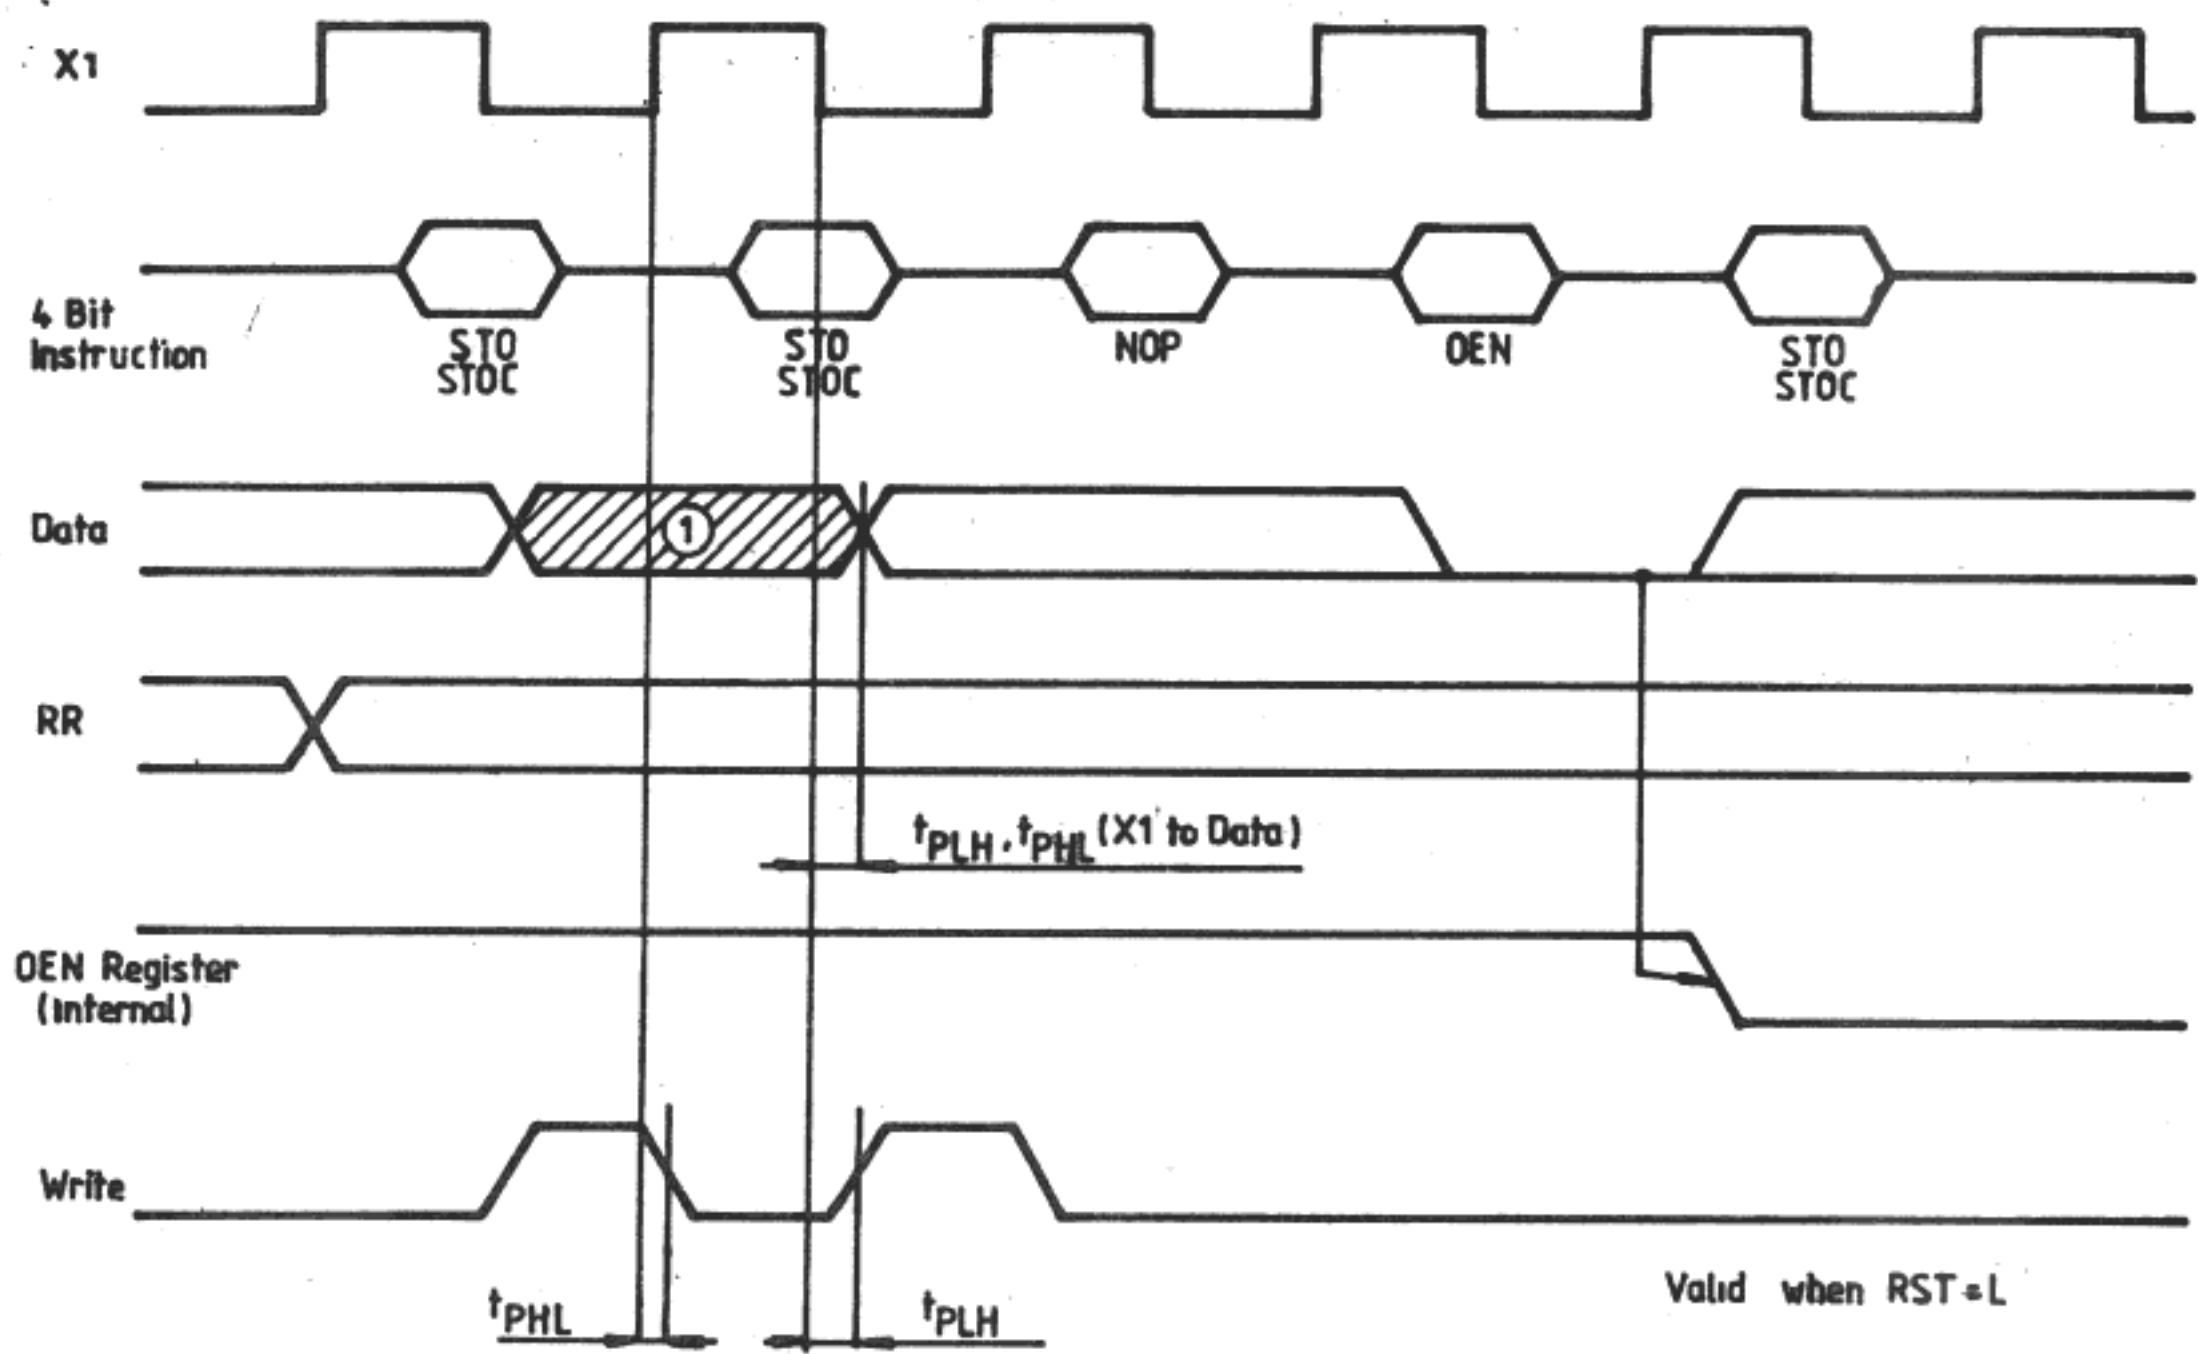 X1
4 Bit
Instruction
STO
STOC
STO
STOC
NOP
OEN
STO
STOC
Data
1
RR
tPLH, tPHL (X1 to Data)
OEN Register
(internal)
Write
tPHL
tPLH
Valid when RST=L